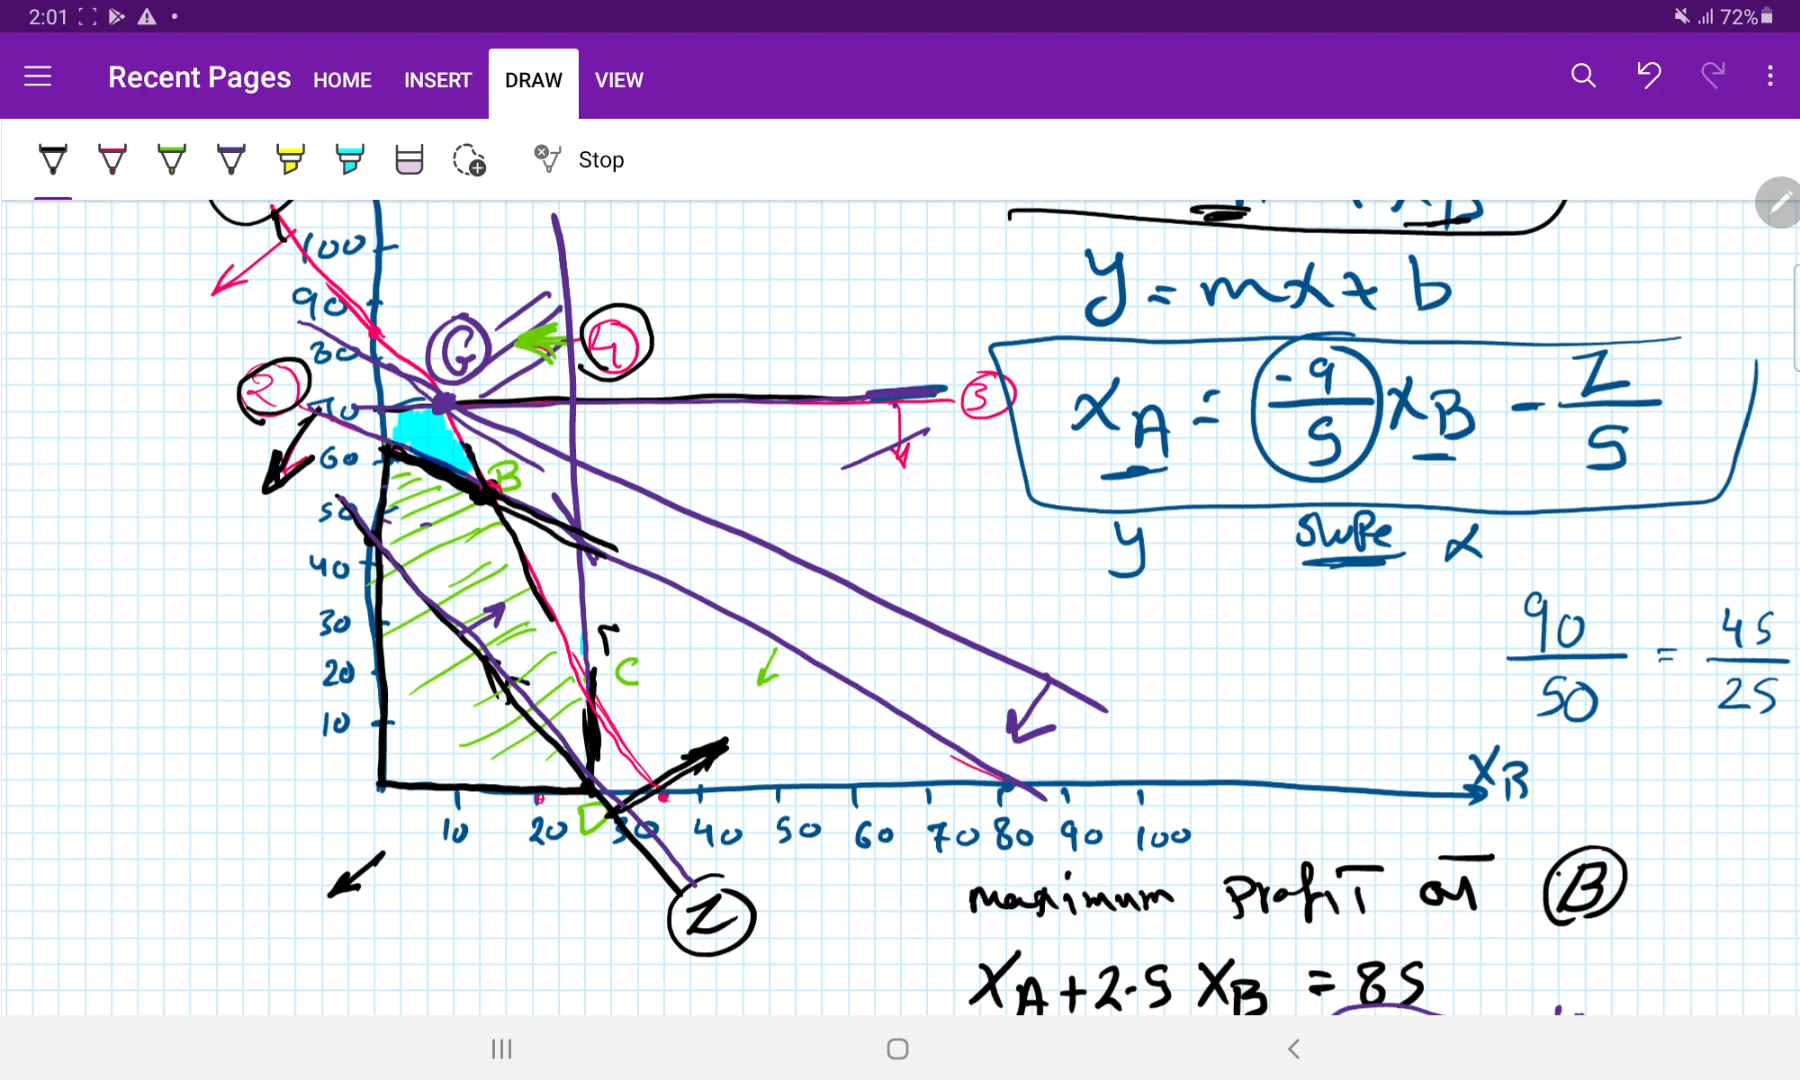 2:01 72%
Recent Pages HOME INSERT DRAW VIEW
Stop
B
100
y = mx + b
90
G
4
80
2
70
3
xA = -9/5 xB - Z/5
60
B
50
y slope x
40
90/50 = 45/25
30
C
20
10
XB
D
10 20 30 40 50 60 70 80 90 100
maximum Profit at B
Z
XA + 2.5 XB = 85